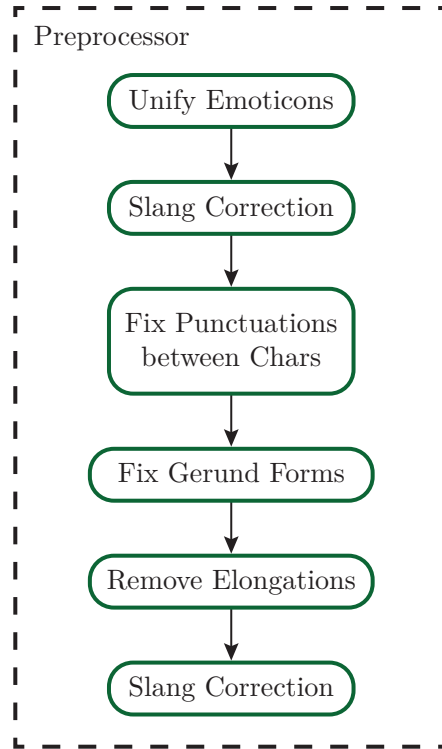 Preprocessor
Unify Emoticons
Slang Correction
Fix Punctuations
between Chars
Fix Gerund Forms
Remove Elongations
Slang Correction